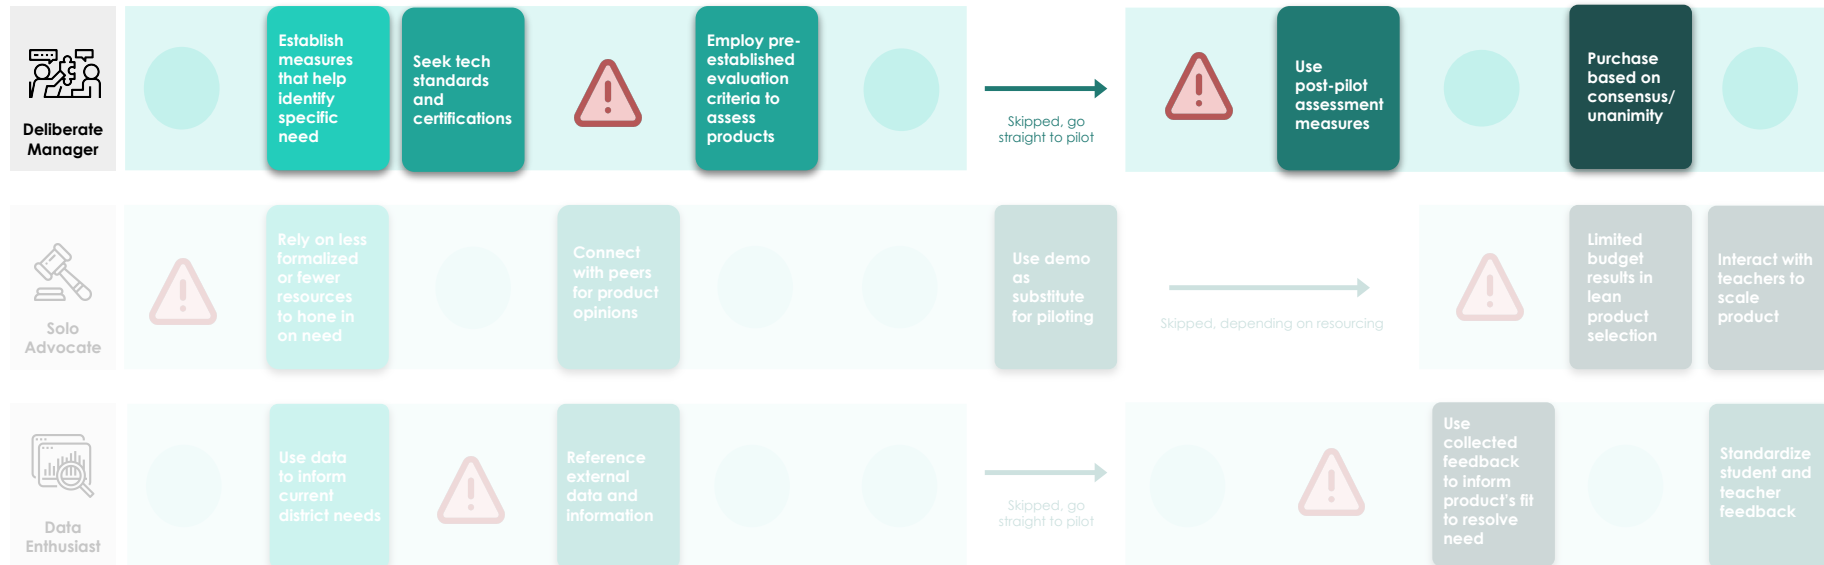 Deliberate
Manager
Establish
measures
that help
identify
specific
need
Seek tech
standards
and
certifications
Employ pre-
established
evaluation
criteria to
assess
products
Skipped, go
straight to pilot
Use
post-pilot
assessment
measures
Purchase
based on
consensus/
unanimity
Solo
Advocate
Rely on less
formalized
or fewer
resources
to hone in
on need
Connect
with peers
for product
opinions
Use demo
as
substitute
for piloting
Skipped, depending on resourcing
Limited
budget
results in
lean
product
selection
Interact with
teachers to
scale
product
Data
Enthusiast
Use data
to inform
current
district needs
Reference
external
data and
information
Skipped, go
straight to pilot
Use
collected
feedback
to inform
product's fit
to resolve
need
Standardize
student and
teacher
feedback